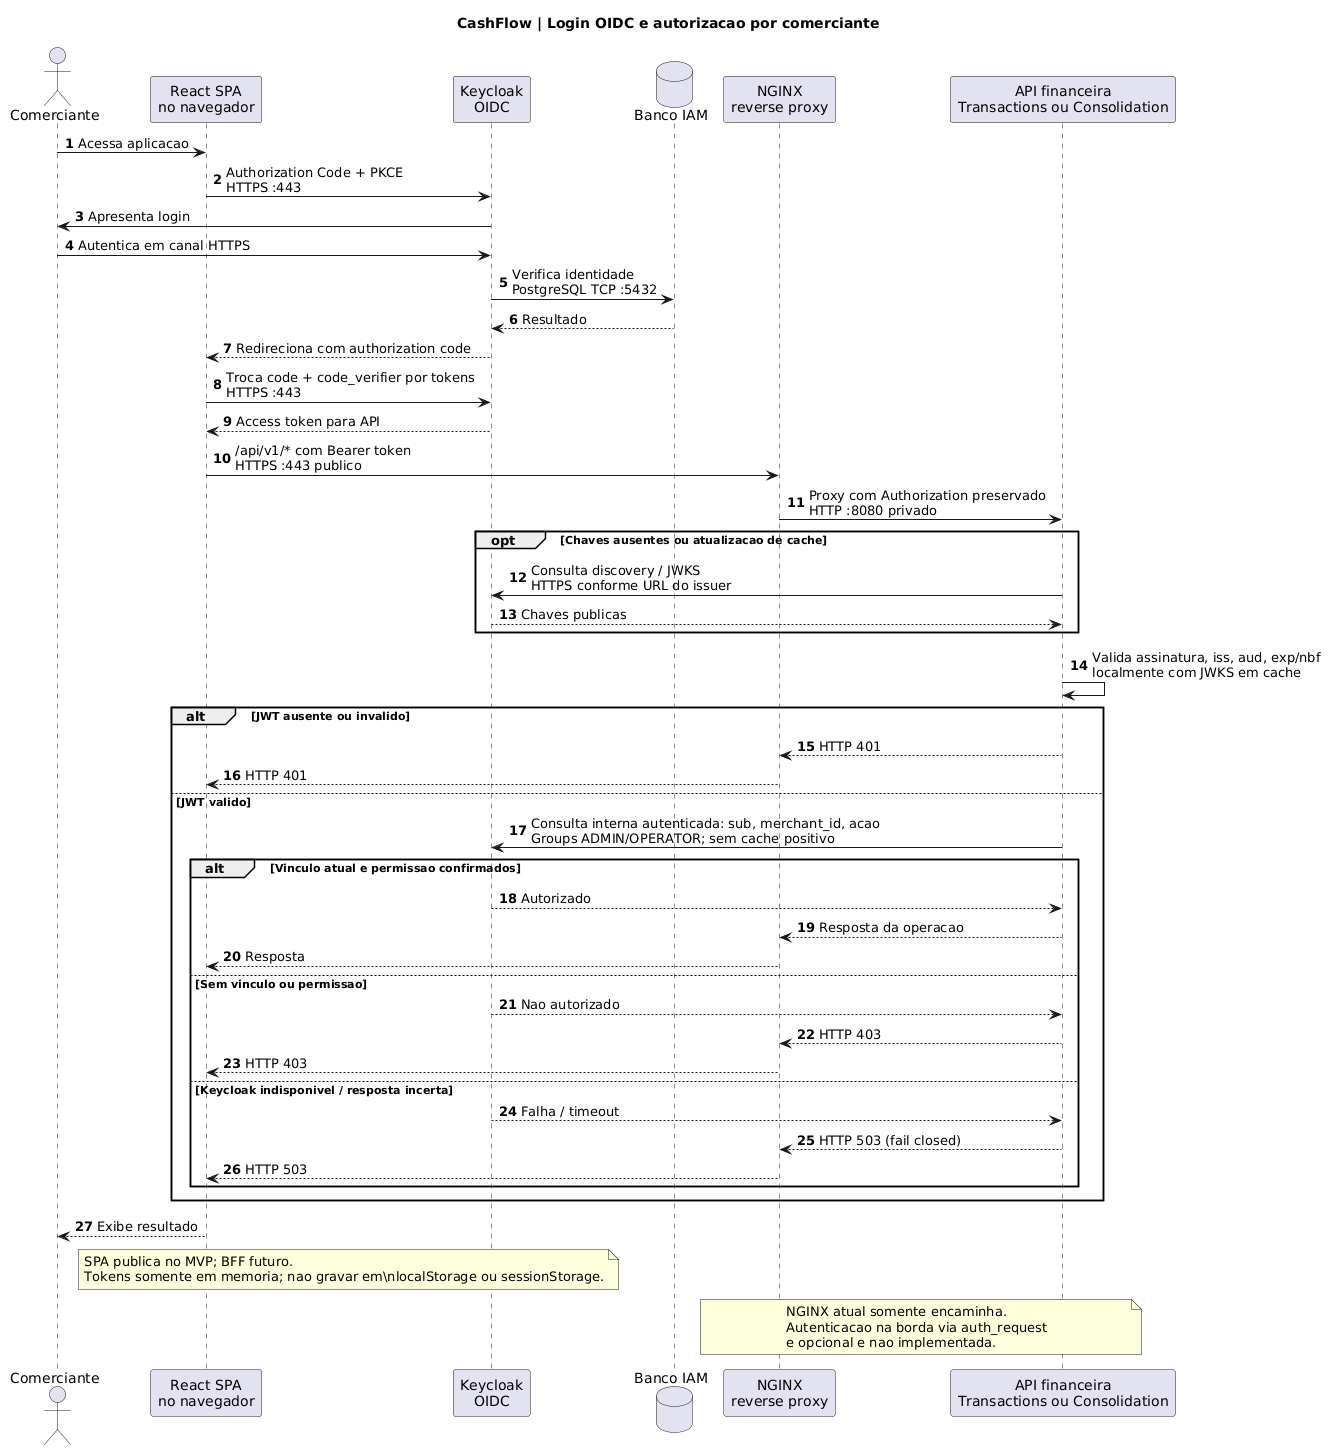 CashFlow | Login OIDC e autorizacao por comerciante
Comerciante
React SPA
no navegador
Keycloak
OIDC
Banco IAM
NGINX
reverse proxy
API financeira
Transactions ou Consolidation
1 Acessa aplicacao
2 Authorization Code + PKCE
HTTPS :443
3 Apresenta login
4 Autentica em canal HTTPS
5 Verifica identidade
PostgreSQL TCP :5432
6 Resultado
7 Redireciona com authorization code
8 Troca code + code_verifier por tokens
HTTPS :443
9 Access token para API
10 /api/v1/* com Bearer token
HTTPS :443 publico
11 Proxy com Authorization preservado
HTTP :8080 privado
opt [Chaves ausentes ou atualizacao de cache]
12 Consulta discovery / JWKS
HTTPS conforme URL do issuer
13 Chaves publicas
14 Valida assinatura, iss, aud, exp/nbf
localmente com JWKS em cache
alt [JWT ausente ou invalido]
15 HTTP 401
16 HTTP 401
[JWT valido]
17 Consulta interna autenticada: sub, merchant_id, acao
Groups ADMIN/OPERATOR; sem cache positivo
alt [Vinculo atual e permissao confirmados]
18 Autorizado
19 Resposta da operacao
20 Resposta
[Sem vinculo ou permissao]
21 Nao autorizado
22 HTTP 403
23 HTTP 403
[Keycloak indisponivel / resposta incerta]
24 Falha / timeout
25 HTTP 503 (fail closed)
26 HTTP 503
27 Exibe resultado
SPA publica no MVP; BFF futuro.
Tokens somente em memoria; nao gravar em\nlocalStorage ou sessionStorage.
NGINX atual somente encaminha.
Autenticacao na borda via auth_request
e opcional e nao implementada.
Comerciante
React SPA
no navegador
Keycloak
OIDC
Banco IAM
NGINX
reverse proxy
API financeira
Transactions ou Consolidation